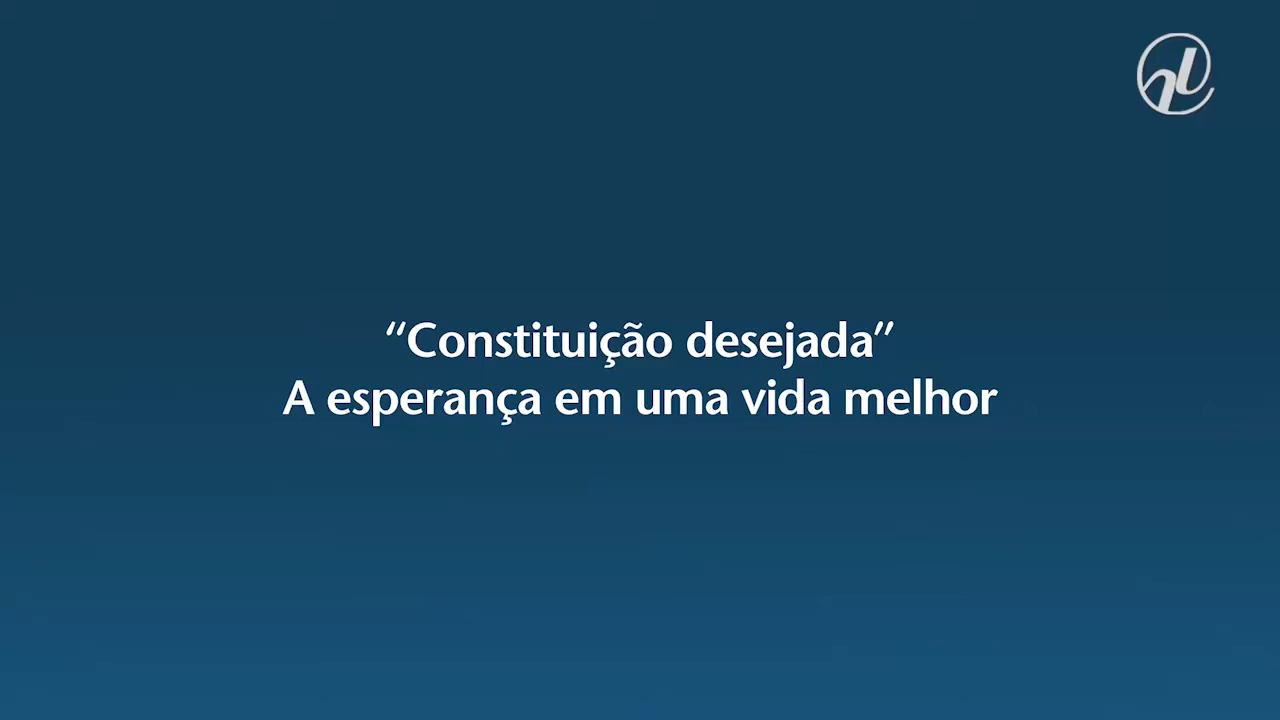 “Constituição desejada”
A esperança em uma vida melhor